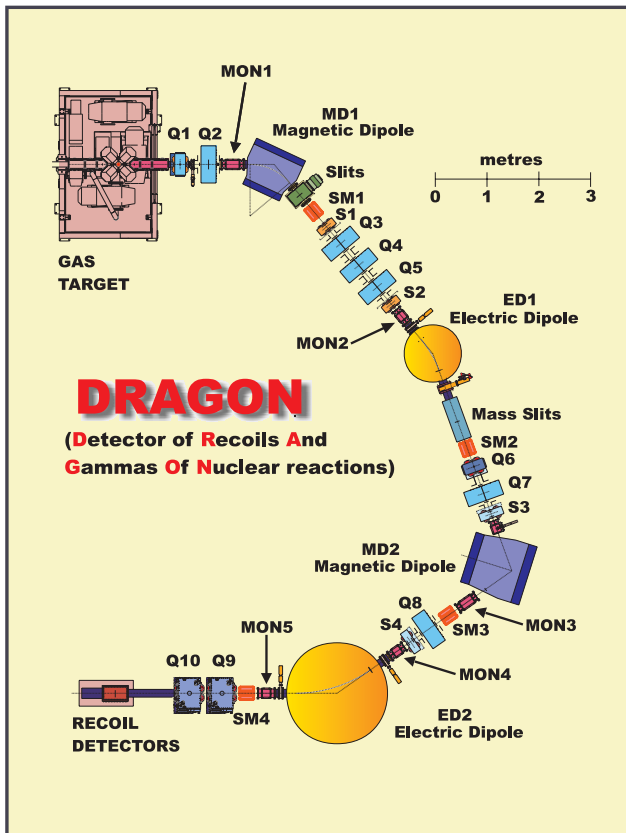 MON1
MD1
Magnetic Dipole
Q1
Q2
Slits
SM1
S1
Q3
Q4
Q5
S2
metres
0 1 2 3
GAS
TARGET
MON2
ED1
Electric Dipole
DRAGON
(Detector of Recoils And
Gammas Of Nuclear reactions)
Mass Slits
SM2
Q6
Q7
S3
MD2
Magnetic Dipole
Q8
S4
SM3
MON3
MON4
MON5
Q10
Q9
SM4
ED2
Electric Dipole
RECOIL
DETECTORS